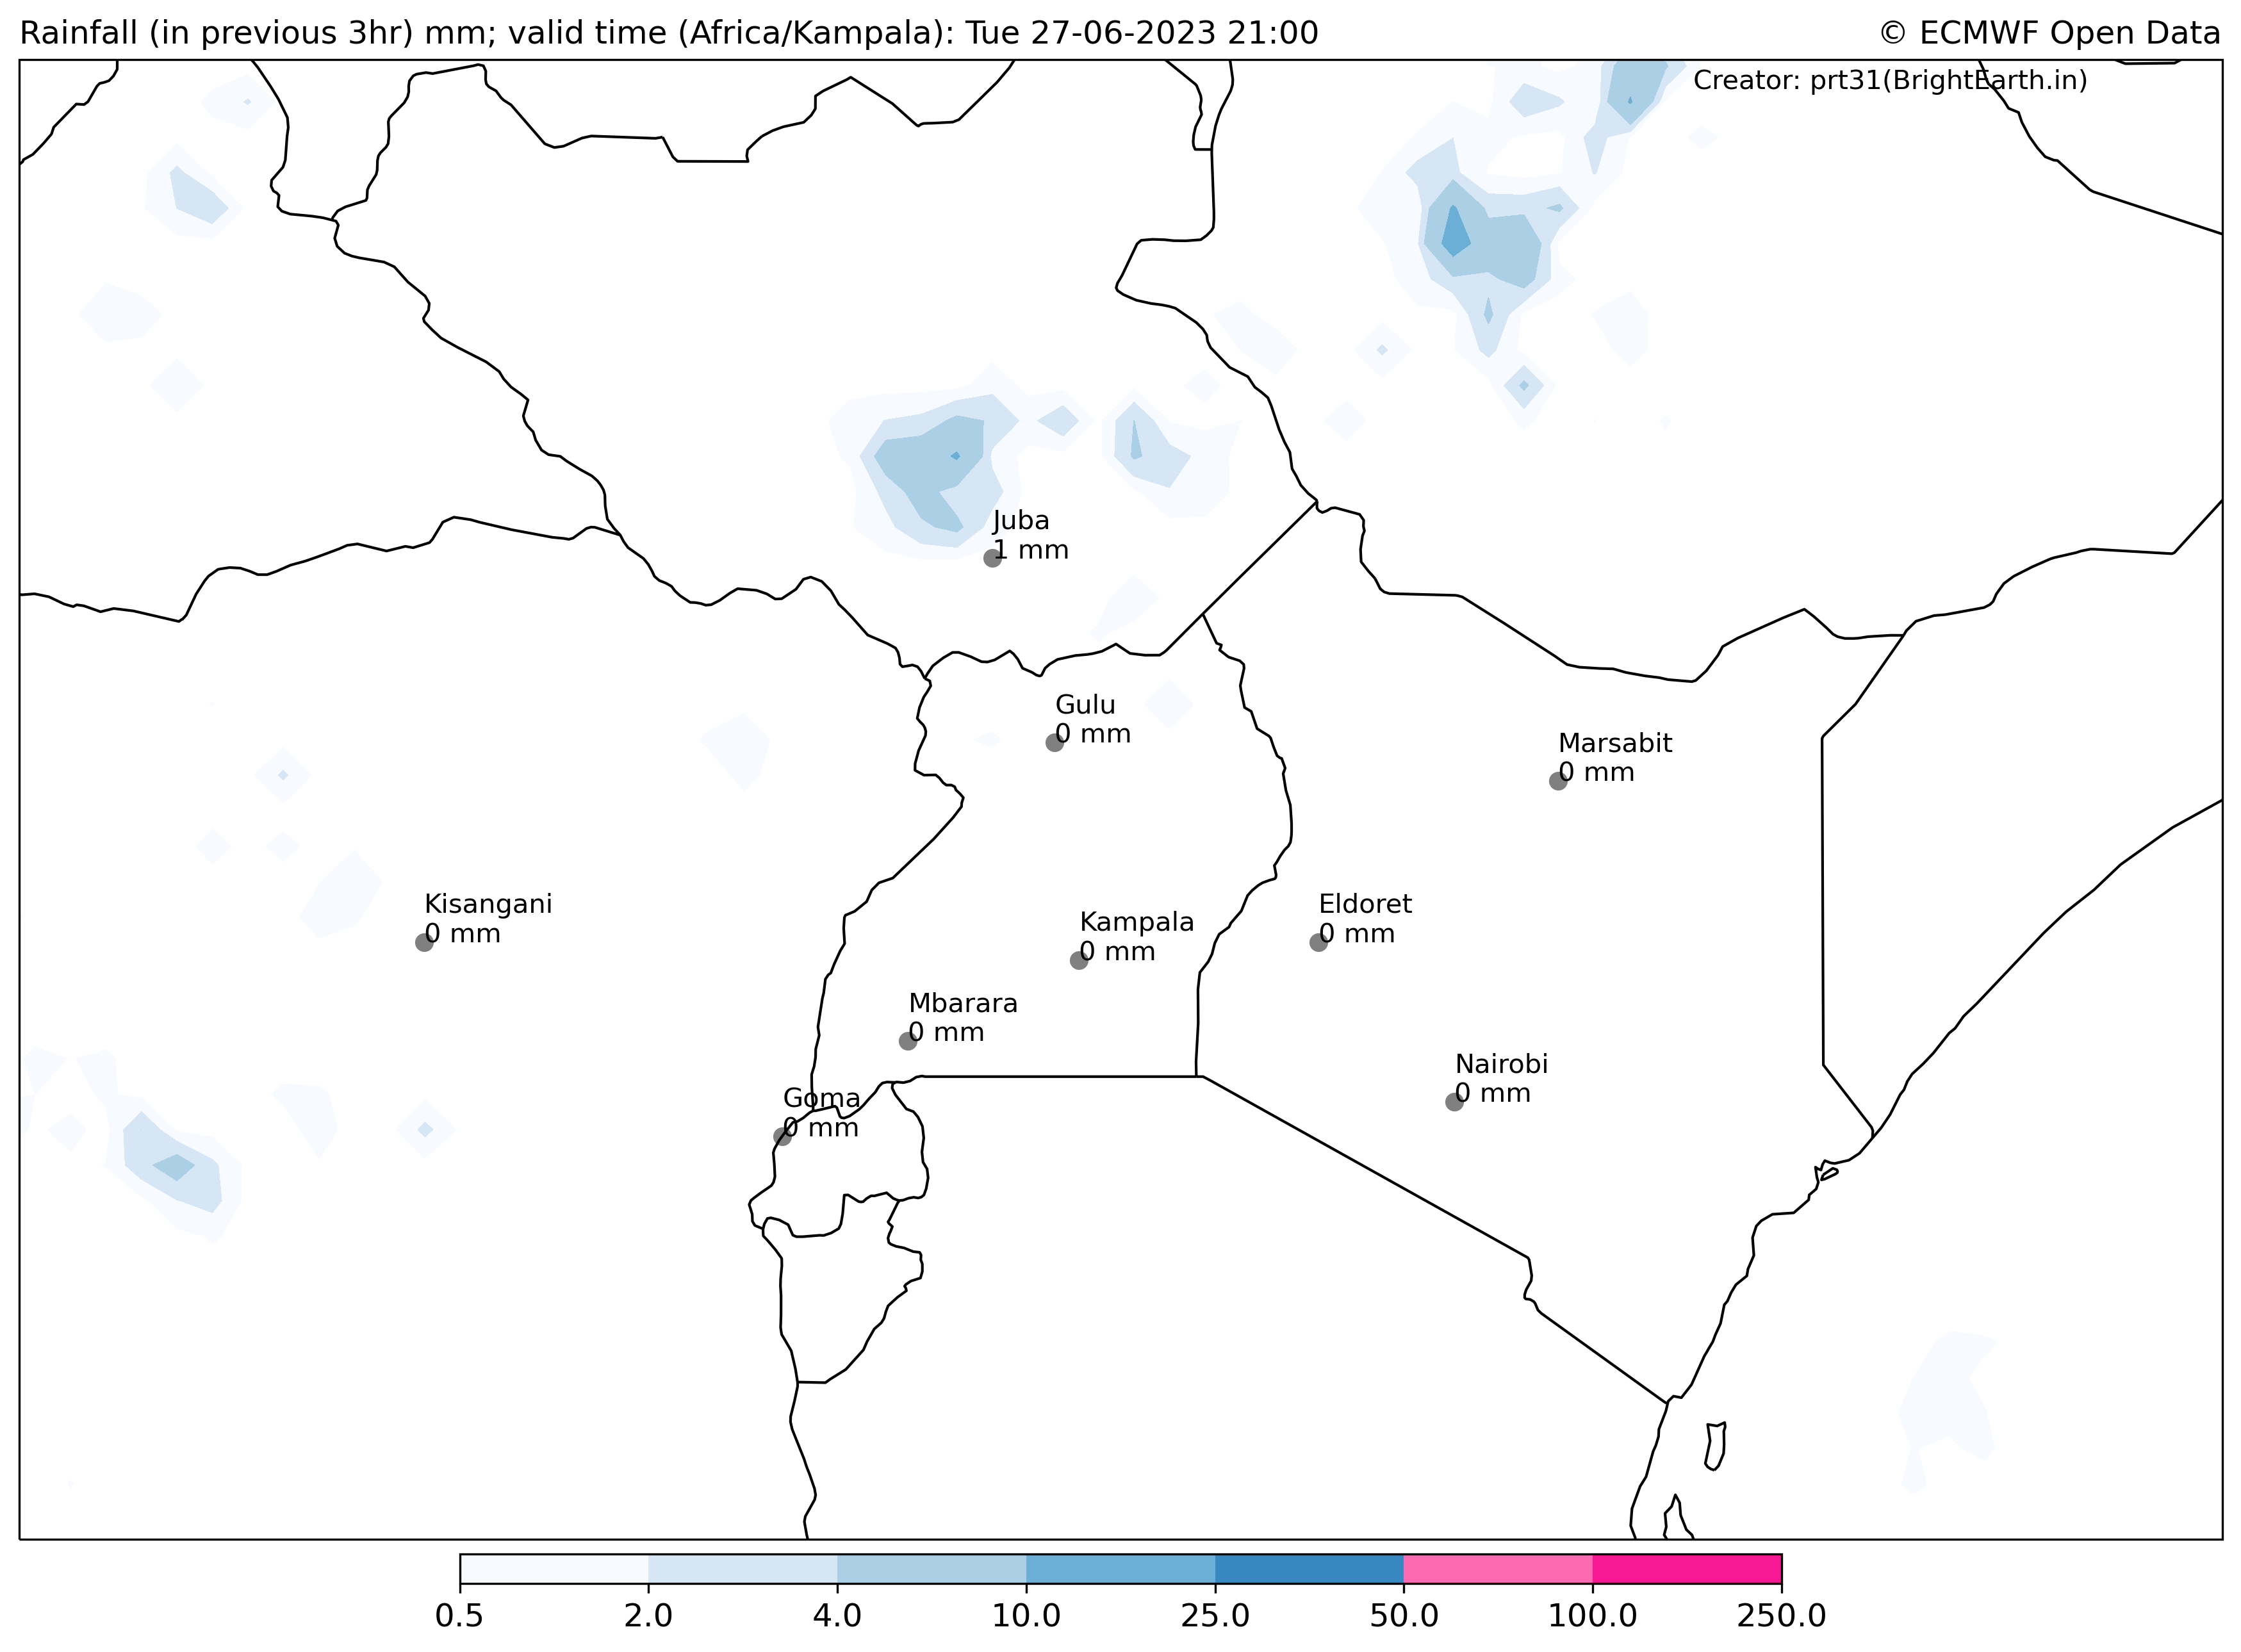 Rainfall (in previous 3hr) mm; valid time (Africa/Kampala): Tue 27-06-2023 21:00
© ECMWF Open Data
Creator: prt31(BrightEarth.in)
Juba
1 mm
Gulu
0 mm
Marsabit
0 mm
Kisangani
0 mm
Kampala
0 mm
Eldoret
0 mm
Mbarara
0 mm
Nairobi
0 mm
Goma
0 mm
0.5 2.0 4.0 10.0 25.0 50.0 100.0 250.0